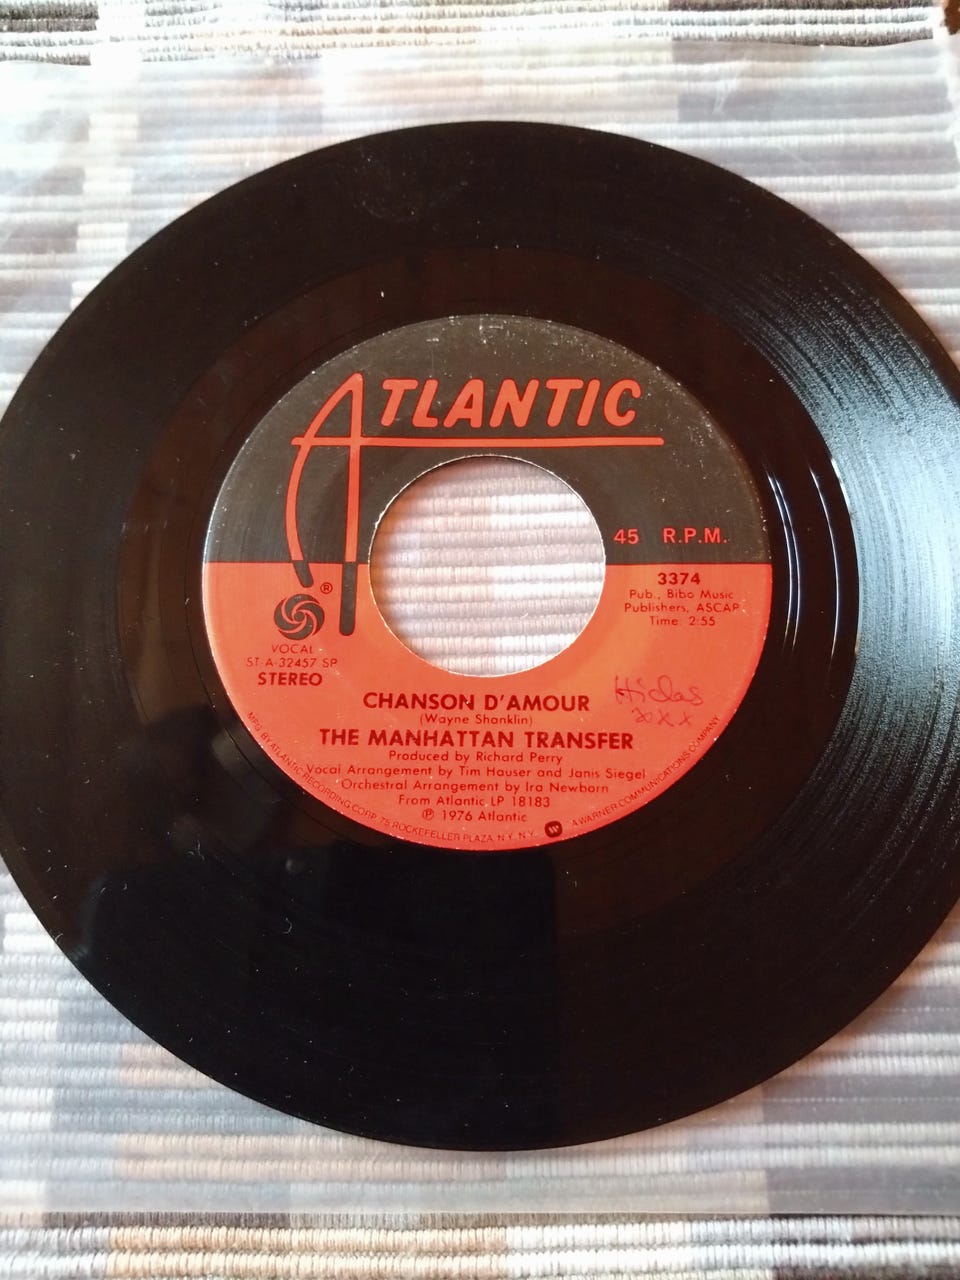 ATLANTIC
45 R.P.M.
®
3374
Pub., Bibo Music
Publishers, ASCAP
Time: 2:55
VOCAL
ST-A-32457 SP
STEREO
CHANSON D'AMOUR
(Wayne Shanklin)
THE MANHATTAN TRANSFER
Produced by Richard Perry
Vocal Arrangement by Tim Hauser and Janis Siegel
Orchestral Arrangement by Ira Newborn
From Atlantic LP 18183
℗ 1976 Atlantic
MFG. BY ATLANTIC RECORDING CORP. 75 ROCKEFELLER PLAZA, N.Y. N.Y. A WARNER COMMUNICATIONS COMPANY